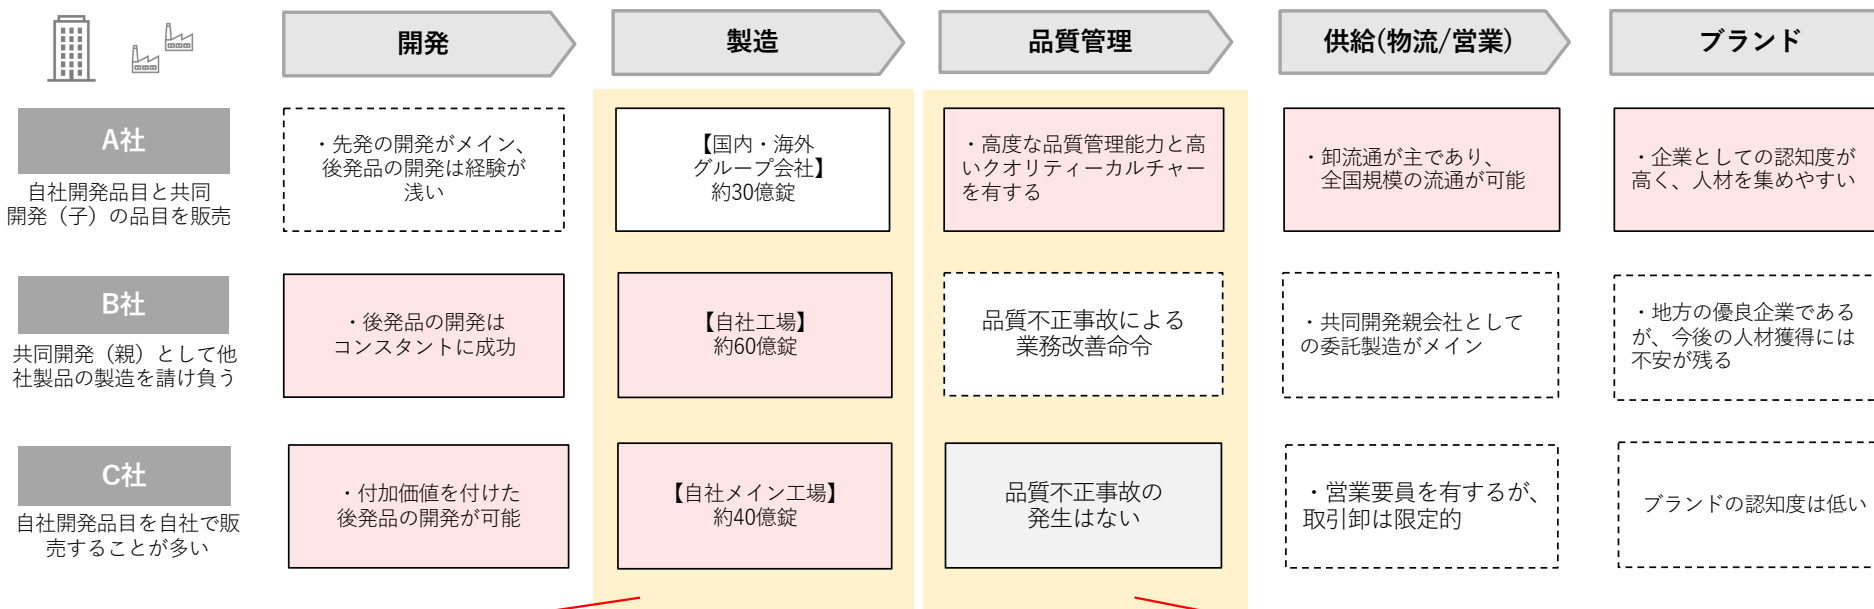 開発
製造
品質管理
供給(物流/営業)
ブランド
A社
自社開発品目と共同
開発（子）の品目を販売
・先発の開発がメイン、
後発品の開発は経験が
浅い
【国内・海外
グループ会社】
約30億錠
・高度な品質管理能力と高
いクオリティーカルチャー
を有する
・卸流通が主であり、
全国規模の流通が可能
・企業としての認知度が
高く、人材を集めやすい
B社
共同開発（親）として他
社製品の製造を請け負う
・後発品の開発は
コンスタントに成功
【自社工場】
約60億錠
品質不正事故による
業務改善命令
・共同開発親会社として
の委託製造がメイン
・地方の優良企業である
が、今後の人材獲得には
不安が残る
C社
自社開発品目を自社で販
売することが多い
・付加価値を付けた
後発品の開発が可能
【自社メイン工場】
約40億錠
品質不正事故の
発生はない
・営業要員を有するが、
取引卸は限定的
ブランドの認知度は低い